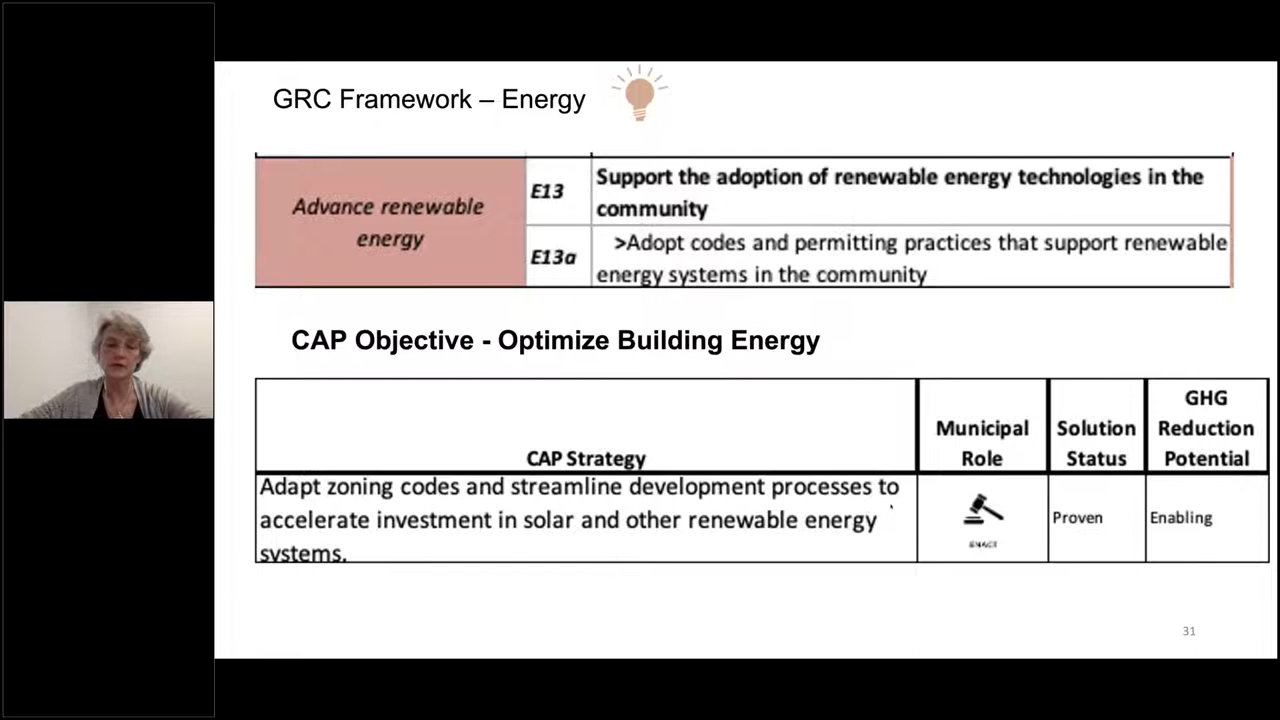 GRC Framework – Energy
Advance renewable
energy
E13
Support the adoption of renewable energy technologies in the
community
E13a
>Adopt codes and permitting practices that support renewable
energy systems in the community
CAP Objective - Optimize Building Energy
CAP Strategy
Municipal
Role
Solution
Status
GHG
Reduction
Potential
Adapt zoning codes and streamline development processes to
accelerate investment in solar and other renewable energy
systems.
ENACT
Proven
Enabling
31